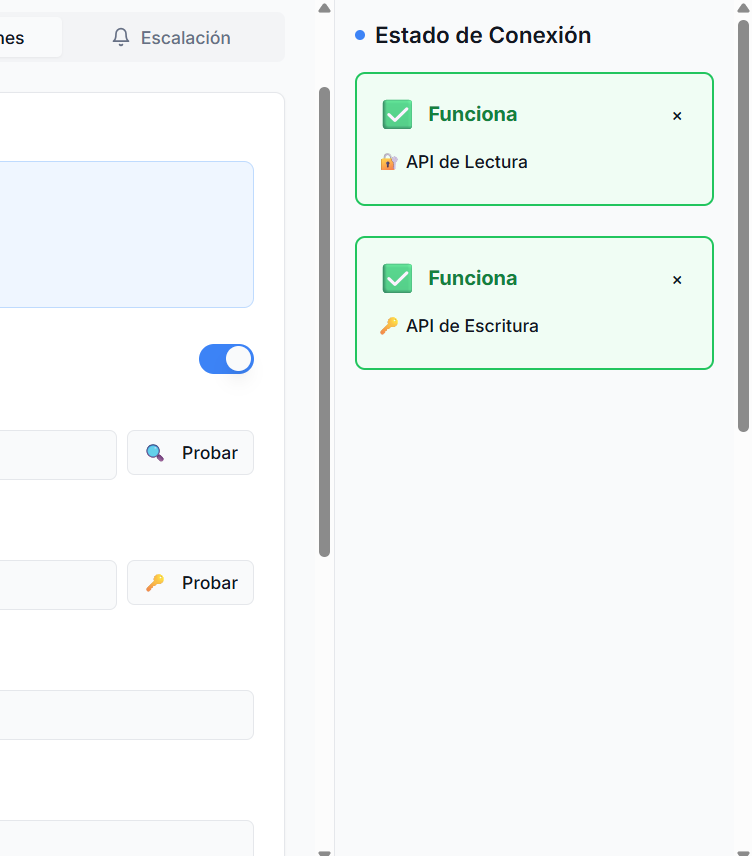 nes
Escalación
Probar
Probar
Estado de Conexión
Funciona
×
API de Lectura
Funciona
×
API de Escritura